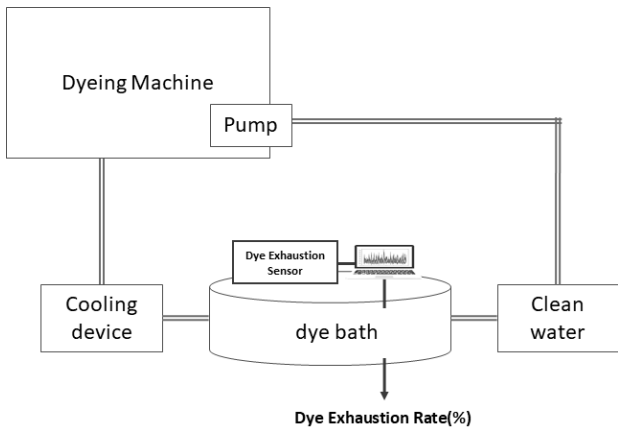 Dyeing Machine
Pump
Dye Exhaustion
Sensor
Cooling
device
dye bath
Clean
water
Dye Exhaustion Rate(%)